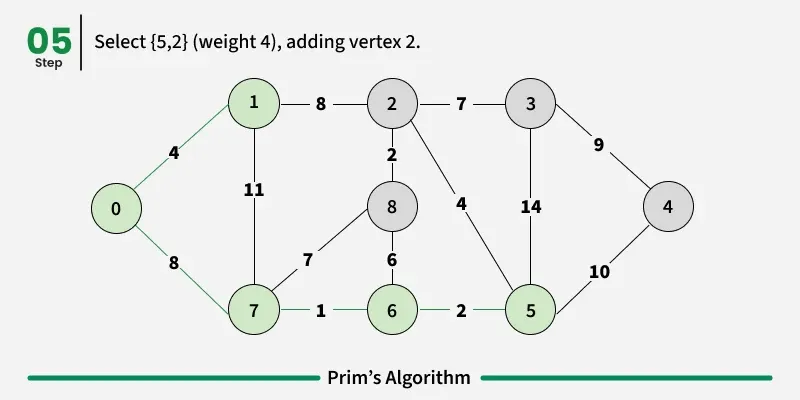 05
Step
Select {5,2} (weight 4), adding vertex 2.
1 8 2 7 3
4 2 9
11
0 8 4 14 4
8 7 6 10
7 1 6 2 5
Prim's Algorithm